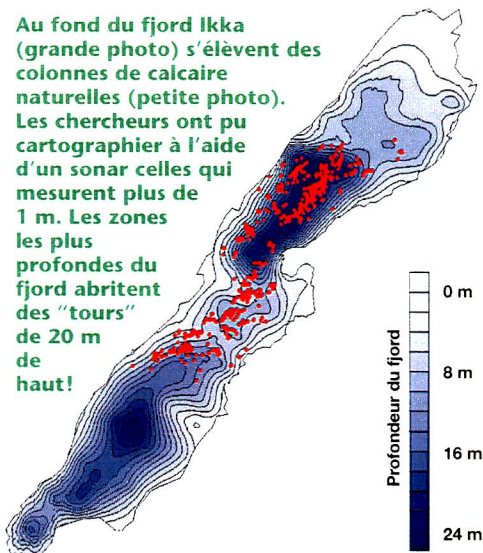 Au fond du fjord Ikka
(grande photo) s'élèvent des
colonnes de calcaire
naturelles (petite photo).
Les chercheurs ont pu
cartographier à l'aide
d'un sonar celles qui
mesurent plus de
1 m. Les zones
les plus
profondes du
fjord abritent
des "tours"
de 20 m
de
haut!
Profondeur du fjord
0 m
8 m
16 m
24 m